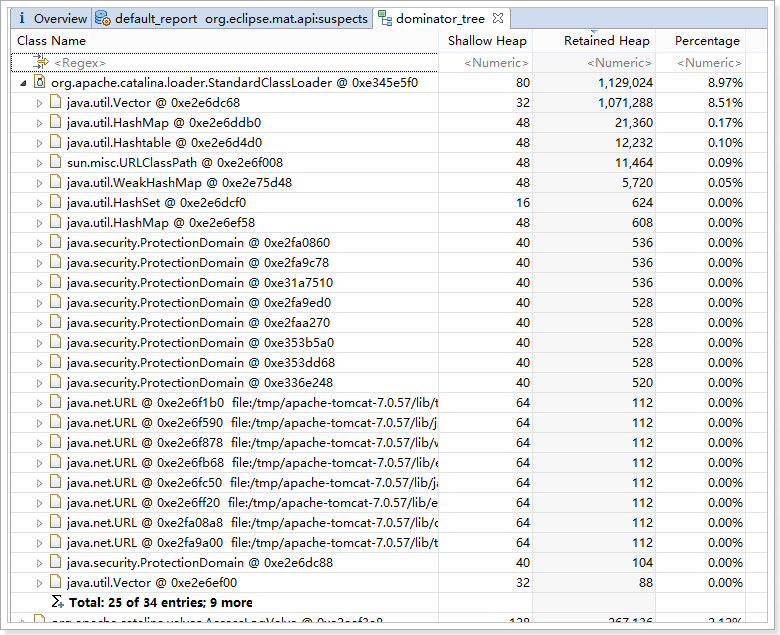 i Overview default_report org.eclipse.mat.api:suspects dominator_tree
Class Name Shallow Heap Retained Heap Percentage
<Regex> <Numeric> <Numeric> <Numeric>
org.apache.catalina.loader.StandardClassLoader @ 0xe345e5f0 80 1,129,024 8.97%
java.util.Vector @ 0xe2e6dc68 32 1,071,288 8.51%
java.util.HashMap @ 0xe2e6ddb0 48 21,360 0.17%
java.util.Hashtable @ 0xe2e6d4d0 48 12,232 0.10%
sun.misc.URLClassPath @ 0xe2e6f008 48 11,464 0.09%
java.util.WeakHashMap @ 0xe2e75d48 48 5,720 0.05%
java.util.HashSet @ 0xe2e6dcf0 16 624 0.00%
java.util.HashMap @ 0xe2e6ef58 48 608 0.00%
java.security.ProtectionDomain @ 0xe2fa0860 40 536 0.00%
java.security.ProtectionDomain @ 0xe2fa9c78 40 536 0.00%
java.security.ProtectionDomain @ 0xe31a7510 40 536 0.00%
java.security.ProtectionDomain @ 0xe2fa9ed0 40 528 0.00%
java.security.ProtectionDomain @ 0xe2faa270 40 528 0.00%
java.security.ProtectionDomain @ 0xe353b5a0 40 528 0.00%
java.security.ProtectionDomain @ 0xe353dd68 40 528 0.00%
java.security.ProtectionDomain @ 0xe336e248 40 520 0.00%
java.net.URL @ 0xe2e6f1b0 file:/tmp/apache-tomcat-7.0.57/lib/t 64 112 0.00%
java.net.URL @ 0xe2e6f590 file:/tmp/apache-tomcat-7.0.57/lib/j 64 112 0.00%
java.net.URL @ 0xe2e6f878 file:/tmp/apache-tomcat-7.0.57/lib/w 64 112 0.00%
java.net.URL @ 0xe2e6fb68 file:/tmp/apache-tomcat-7.0.57/lib/e 64 112 0.00%
java.net.URL @ 0xe2e6fc50 file:/tmp/apache-tomcat-7.0.57/lib/ja 64 112 0.00%
java.net.URL @ 0xe2e6ff20 file:/tmp/apache-tomcat-7.0.57/lib/e 64 112 0.00%
java.net.URL @ 0xe2fa08a8 file:/tmp/apache-tomcat-7.0.57/lib/c 64 112 0.00%
java.net.URL @ 0xe2fa9a00 file:/tmp/apache-tomcat-7.0.57/lib/t 64 112 0.00%
java.security.ProtectionDomain @ 0xe2e6dc88 40 104 0.00%
java.util.Vector @ 0xe2e6ef00 32 88 0.00%
Total: 25 of 34 entries; 9 more